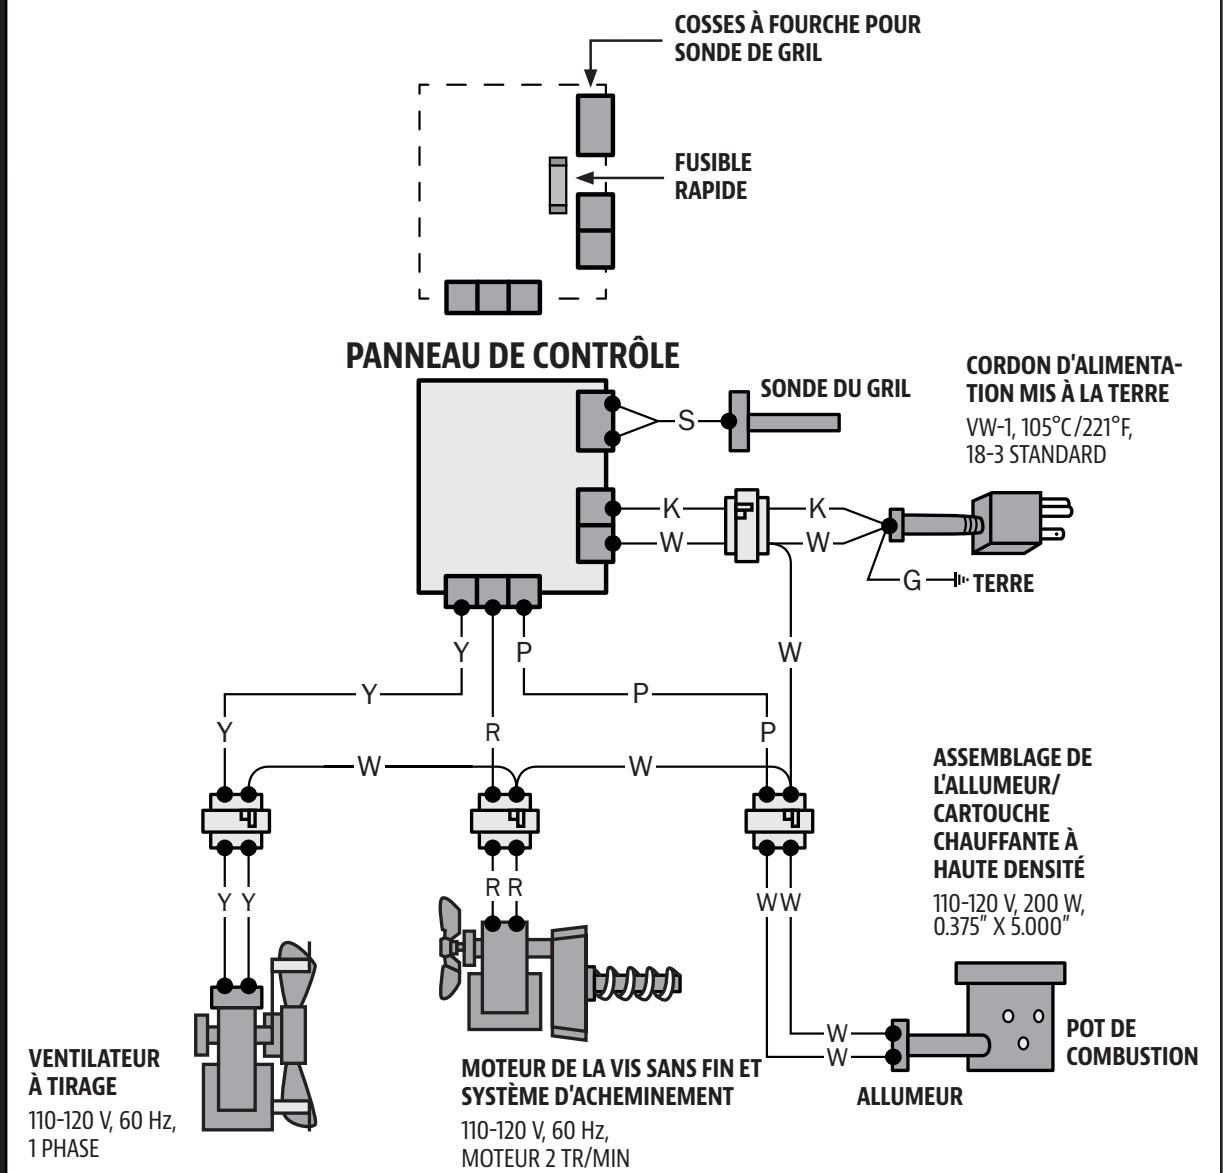 COSSES À FOURCHE POUR
SONDE DE GRIL
FUSIBLE
RAPIDE
PANNEAU DE CONTRÔLE
SONDE DU GRIL
CORDON D'ALIMENTA-
TION MIS À LA TERRE
VW-1, 105°C/221°F,
18-3 STANDARD
S
K
K
W
W
G
TERRE
Y
P
W
Y
P
Y
R
P
W
W
ASSEMBLAGE DE
L'ALLUMEUR/
CARTOUCHE
CHAUFFANTE À
HAUTE DENSITÉ
110-120 V, 200 W,
0.375" X 5.000"
Y Y
R R
W W
W
W
POT DE
COMBUSTION
ALLUMEUR
VENTILATEUR
À TIRAGE
110-120 V, 60 Hz,
1 PHASE
MOTEUR DE LA VIS SANS FIN ET
SYSTÈME D'ACHEMINEMENT
110-120 V, 60 Hz,
MOTEUR 2 TR/MIN